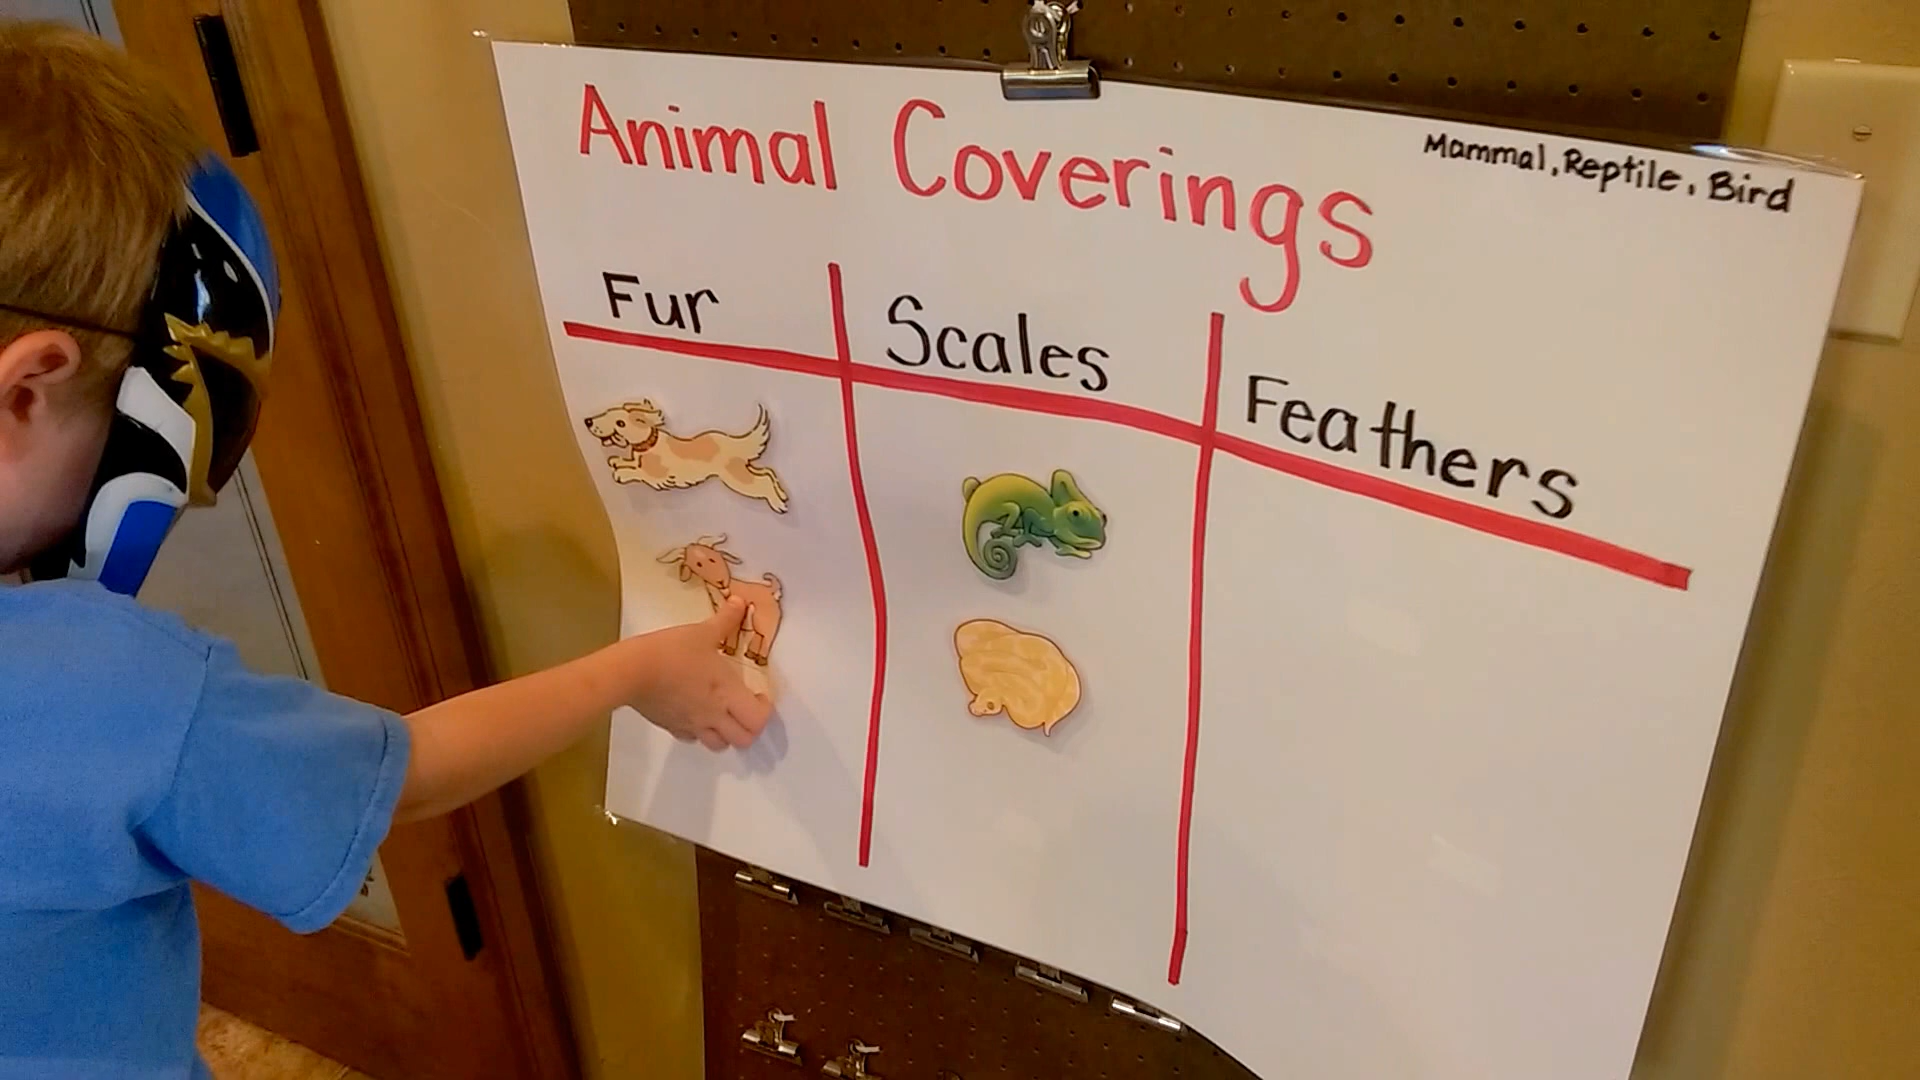 Animal Coverings
Mammal, Reptile, Bird
Fur
Scales
Feathers